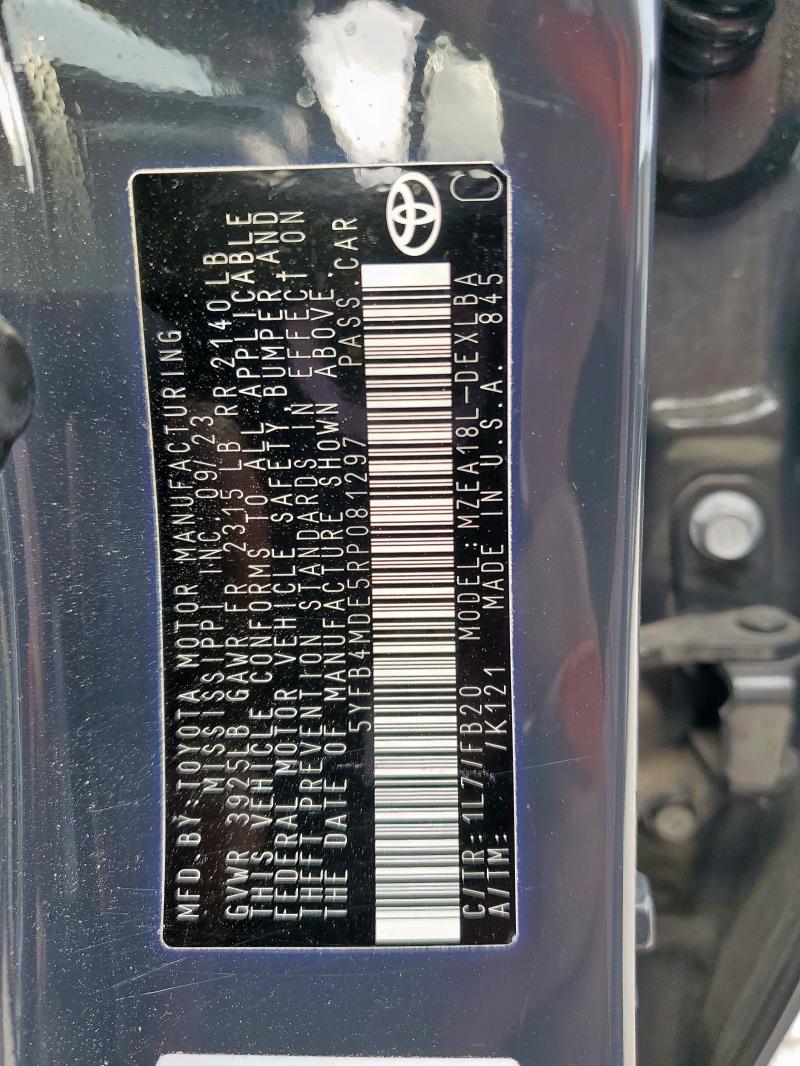 MFD. BY: TOYOTA MOTOR MANUFACTURING
MISSISSIPPI INC. 09/23
GVWR 3925LB GAWR FR 2315 LB RR 2140 LB
THIS VEHICLE CONFORMS TO ALL APPLICABLE
FEDERAL MOTOR VEHICLE SAFETY, BUMPER AND
THEFT PREVENTION STANDARDS IN EFFECT ON
THE DATE OF MANUFACTURE SHOWN ABOVE.
5YFB4MDE5RP081297 PASS.CAR
C/TR: 1L7/FB20 MODEL: MZEA18L-DEXLBA
A/TM: /K121 MADE IN U.S.A. 845